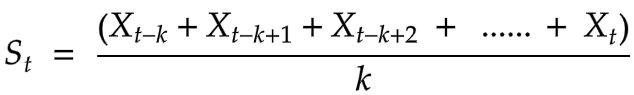 S_t = (X_{t–k} + X_{t–k+1} + X_{t–k+2} + ...... + X_t)
k